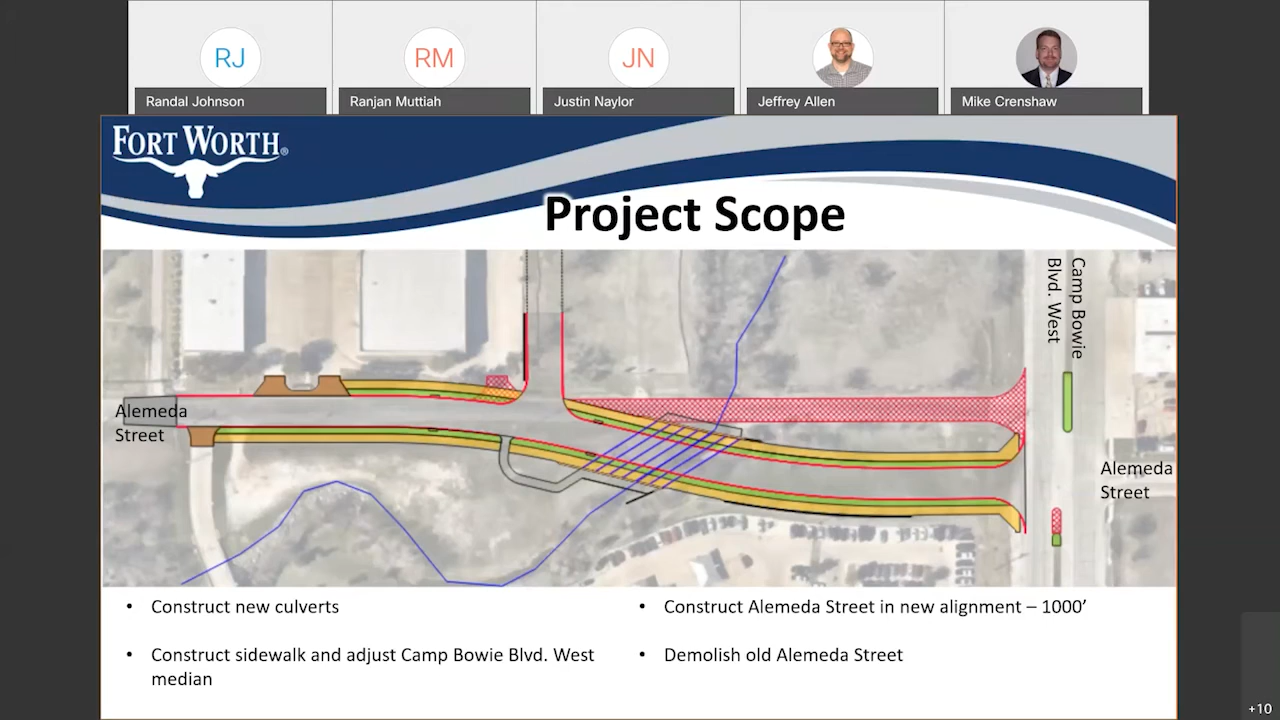 RJ
RM
JN
Randal Johnson
Ranjan Muttiah
Justin Naylor
Jeffrey Allen
Mike Crenshaw
FORT WORTH®
Project Scope
Camp Bowie
Blvd. West
Alemeda
Street
Alemeda
Street
• Construct new culverts
• Construct sidewalk and adjust Camp Bowie Blvd. West
median
• Construct Alemeda Street in new alignment – 1000’
• Demolish old Alemeda Street
+10